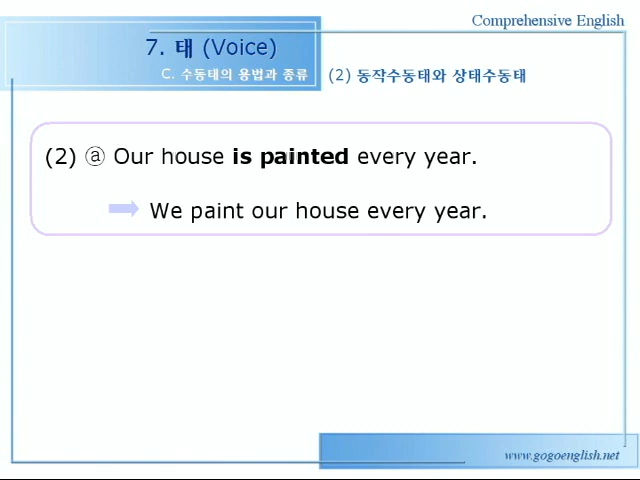 Comprehensive English
7. 태 (Voice)
C. 수동태의 용법과 종류
(2) 동작수동태와 상태수동태
(2) ⓐ Our house is painted every year.
We paint our house every year.
www.gogoenglish.net